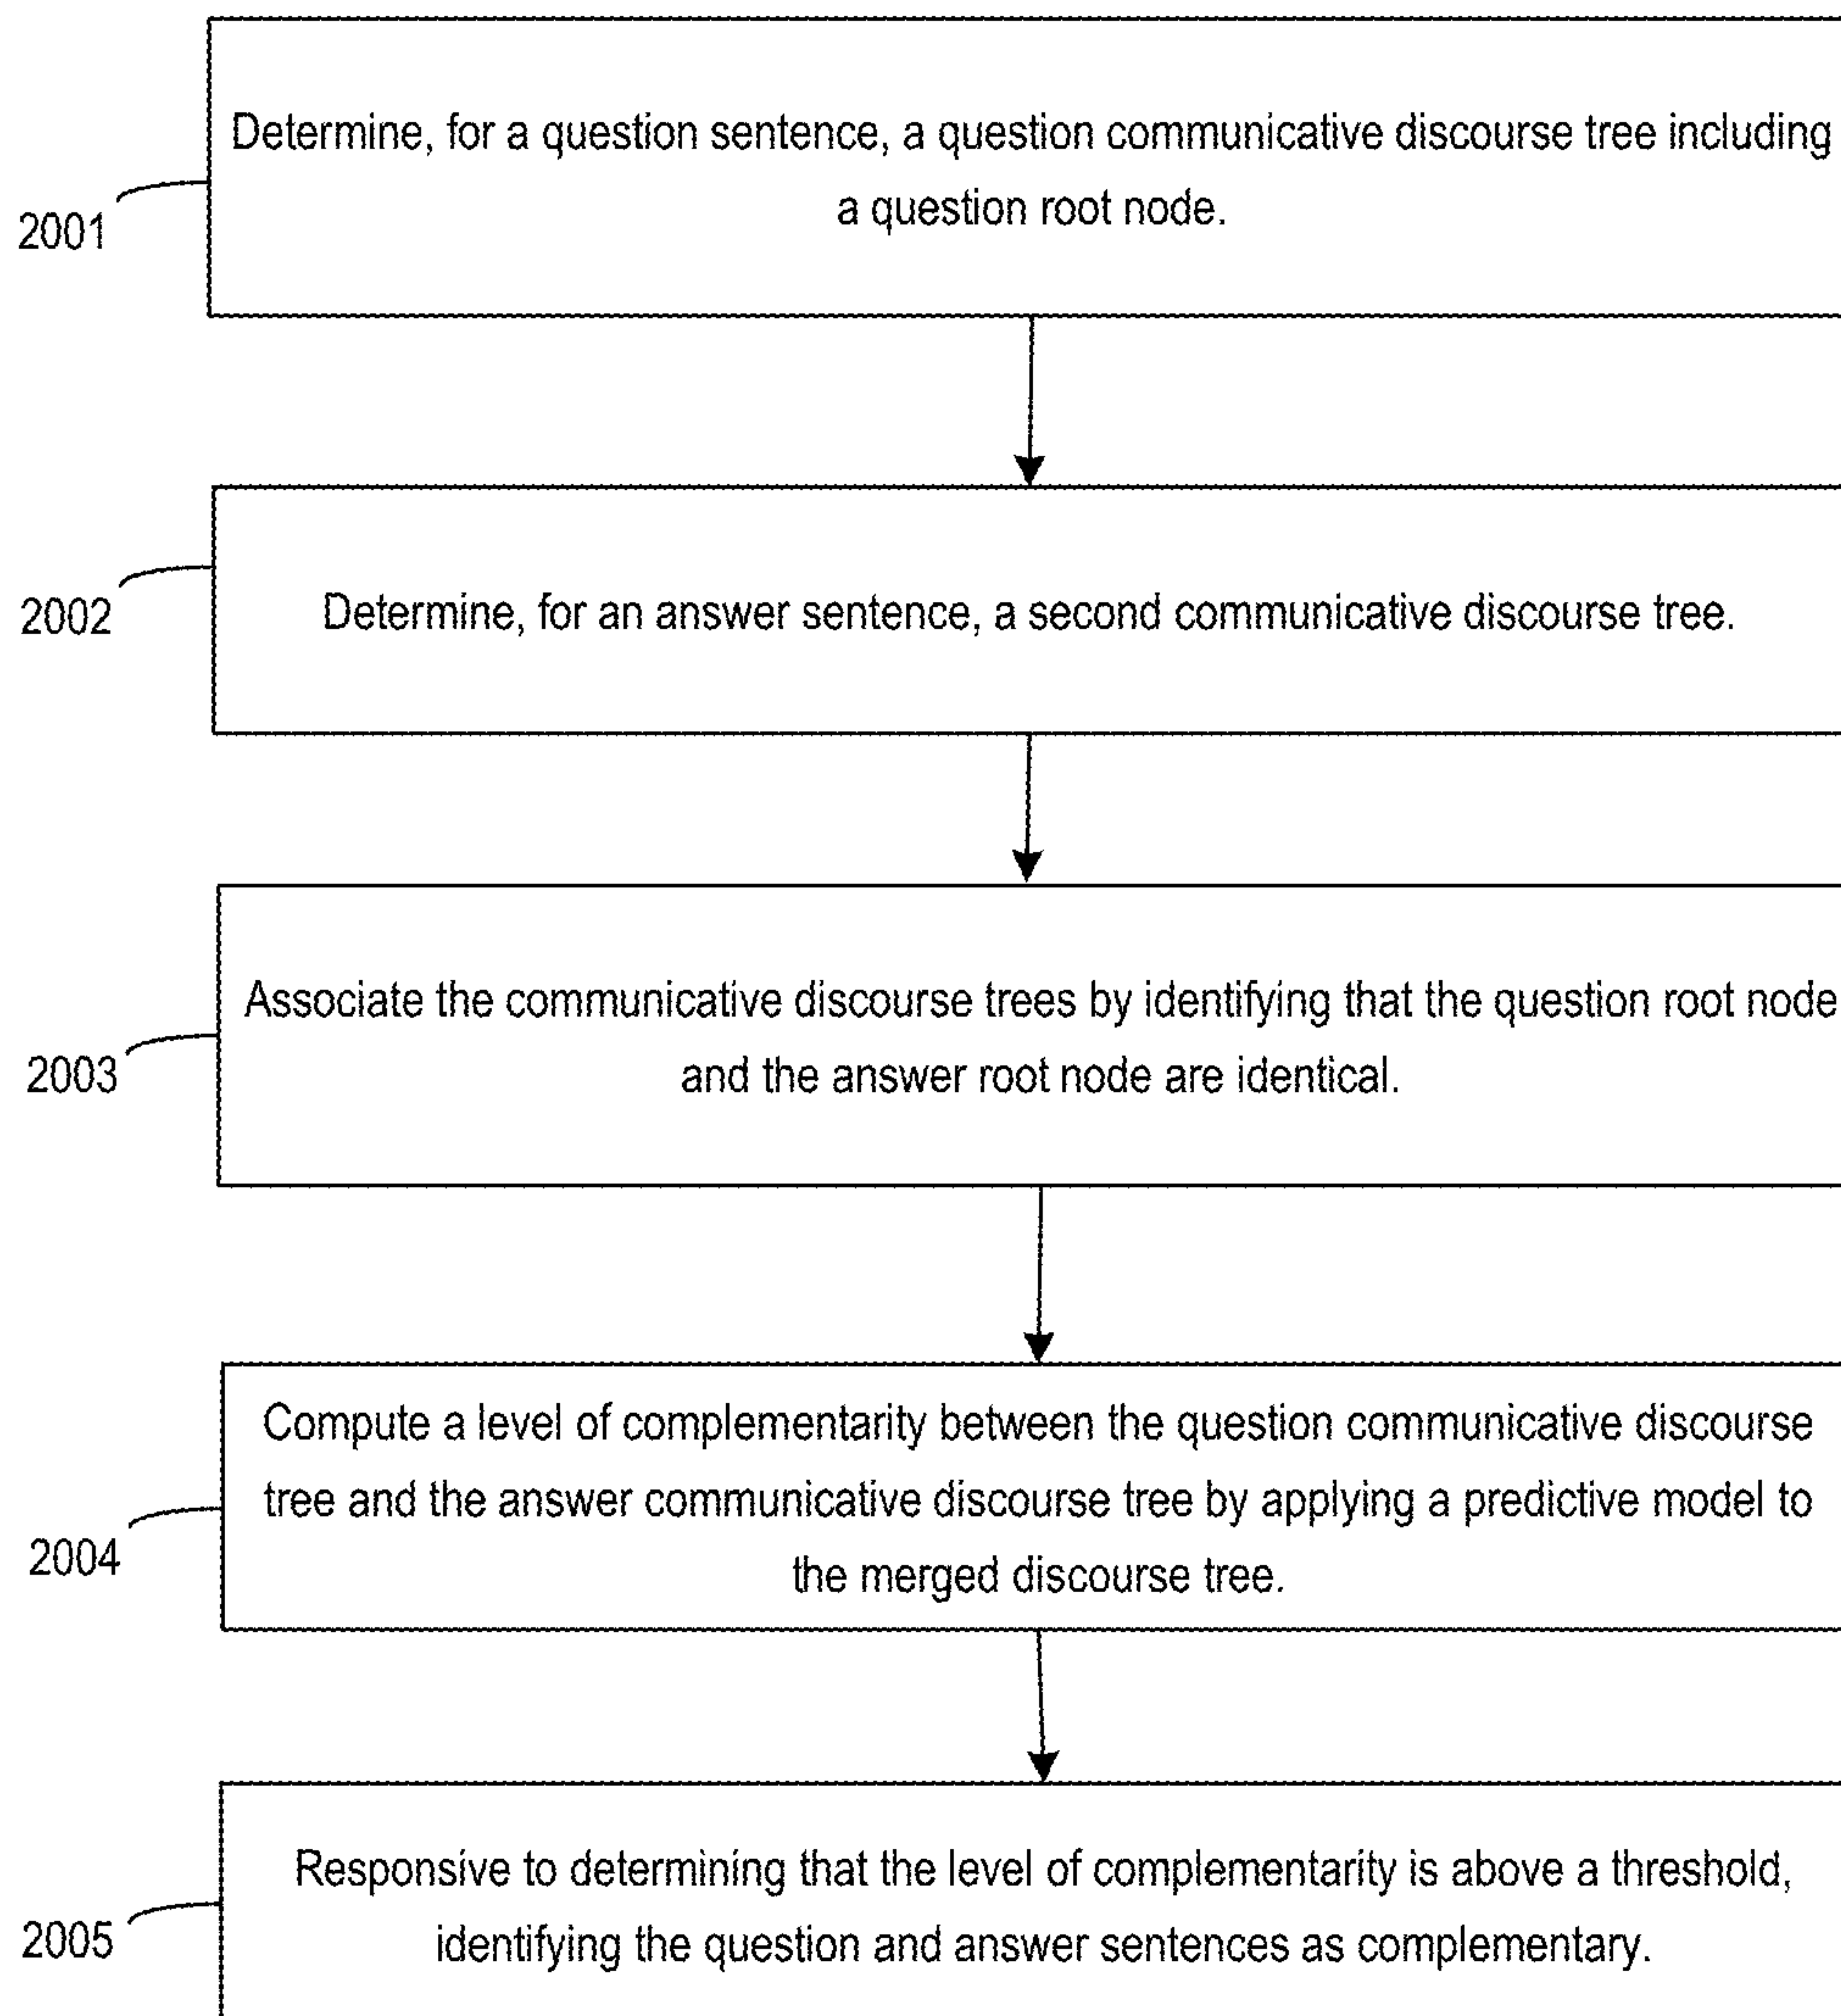 Determine, for a question sentence, a question communicative discourse tree including
a question root node.
2001
Determine, for an answer sentence, a second communicative discourse tree.
2002
Associate the communicative discourse trees by identifying that the question root node
and the answer root node are identical.
2003
Compute a level of complementarity between the question communicative discourse
tree and the answer communicative discourse tree by applying a predictive model to
the merged discourse tree.
2004
Responsive to determining that the level of complementarity is above a threshold,
identifying the question and answer sentences as complementary.
2005